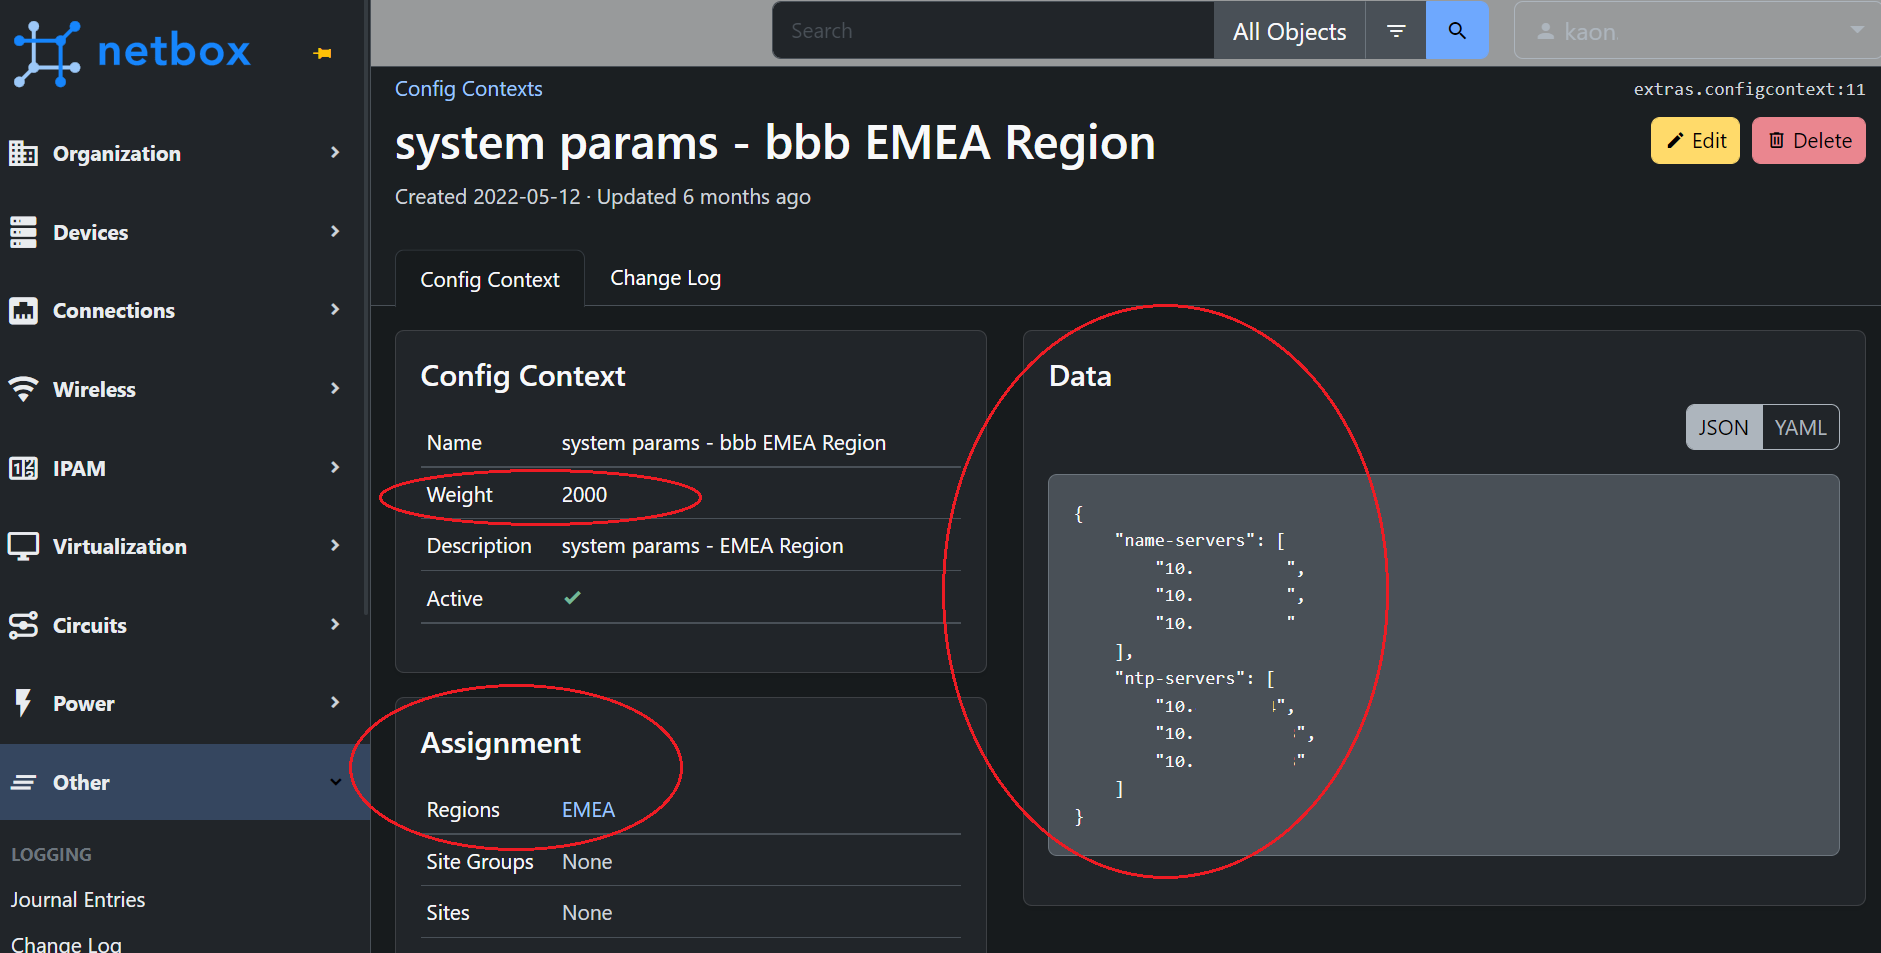 netbox
Search
All Objects
kaon
Organization
Devices
Connections
Wireless
IPAM
Virtualization
Circuits
Power
Other
LOGGING
Journal Entries
Change Log
Config Contexts
extras.configcontext:11
system params - bbb EMEA Region
Edit
Delete
Created 2022-05-12 · Updated 6 months ago
Config Context
Change Log
Config Context
Name system params - bbb EMEA Region
Weight 2000
Description system params - EMEA Region
Active
Assignment
Regions EMEA
Site Groups None
Sites None
Data
JSON YAML
{
"name-servers": [
"10. ",
"10. ",
"10. "
],
"ntp-servers": [
"10. 4",
"10. ",
"10. "
]
}